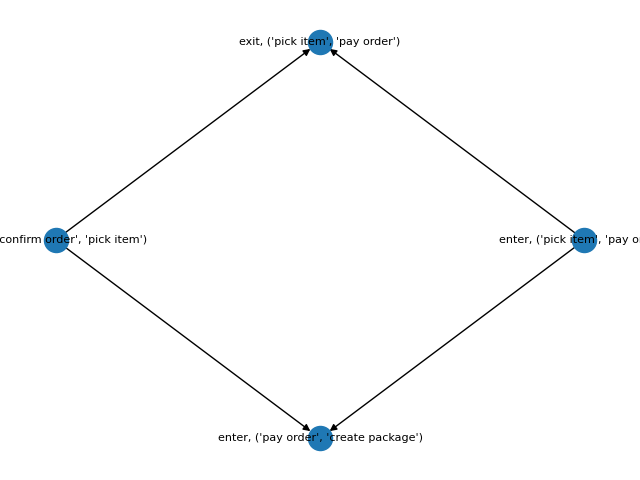 exit, ('pick item', 'pay order')
confirm order', 'pick item')
enter, ('pick item', 'pay
enter, ('pay order', 'create package')